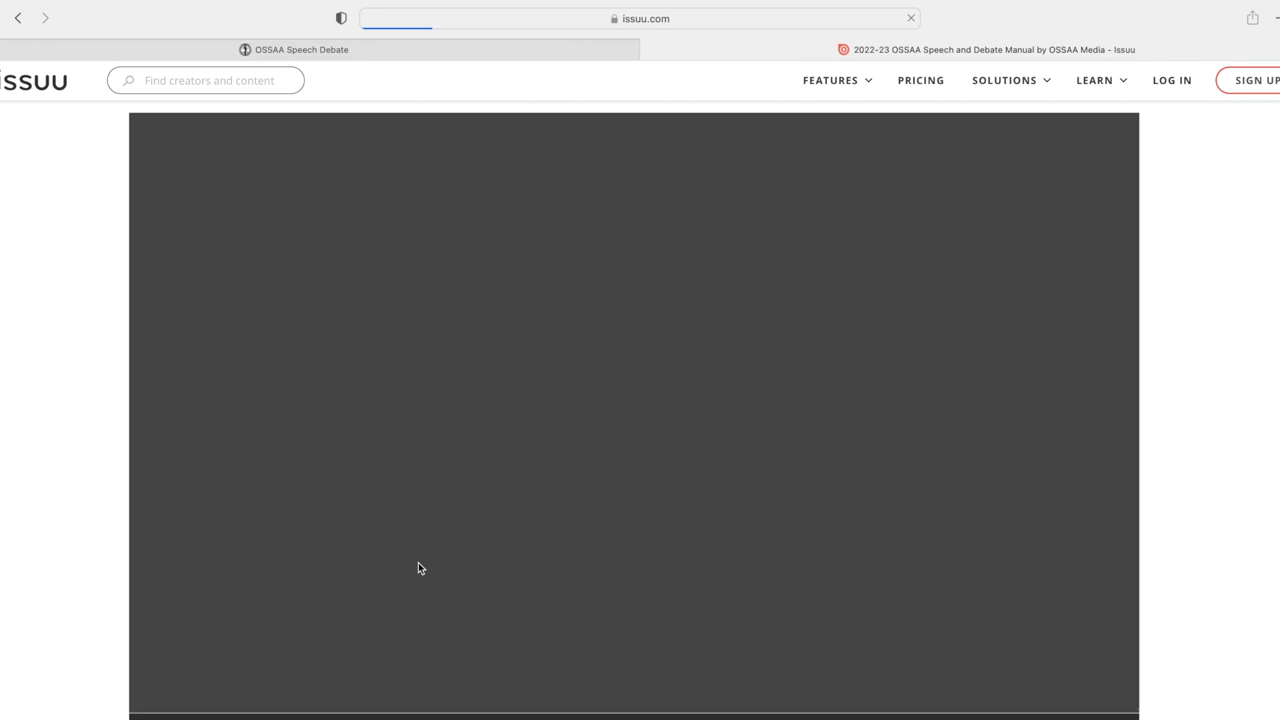 issuu.com
OSSAA Speech Debate
2022-23 OSSAA Speech and Debate Manual by OSSAA Media - Issuu
issuu
Find creators and content
FEATURES
PRICING
SOLUTIONS
LEARN
LOG IN
SIGN UP